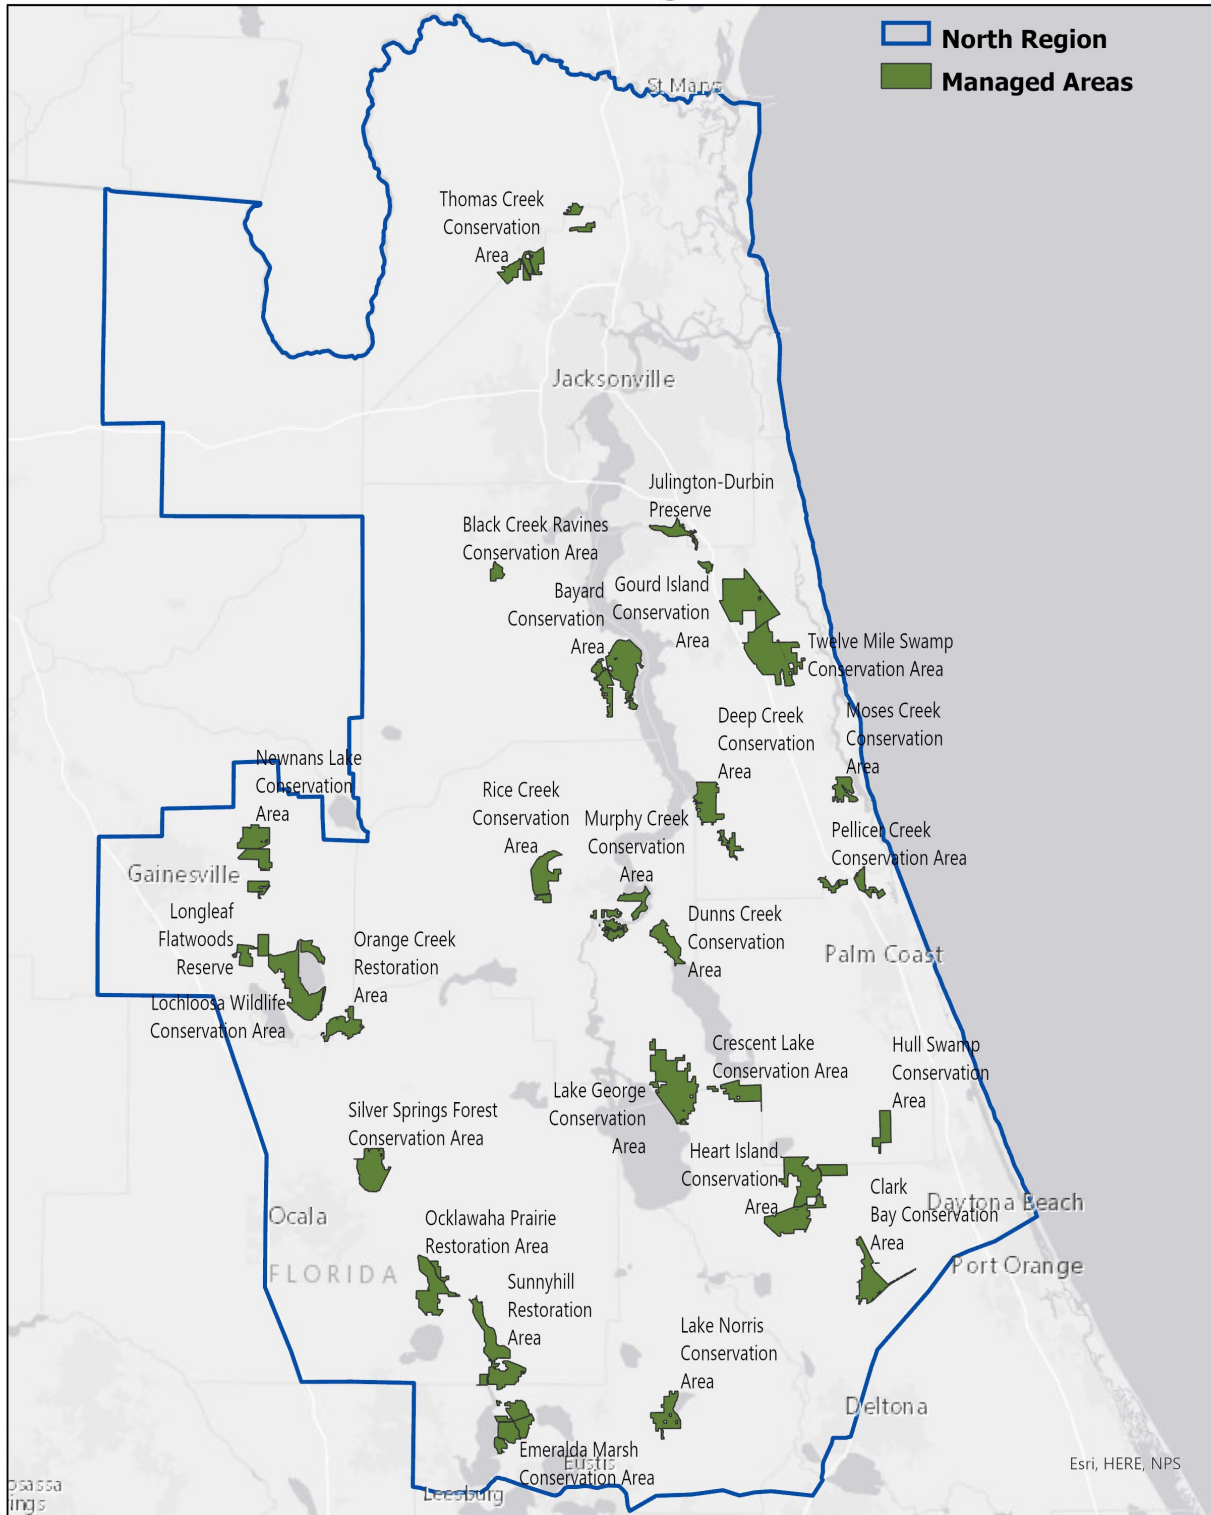 North Region
Managed Areas
St Marys
Thomas Creek
Conservation
Area
Jacksonville
Julington-Durbin
Preserve
Black Creek Ravines
Conservation Area
Bayard
Conservation
Area
Gourd Island
Conservation
Area
Twelve Mile Swamp
Conservation Area
Deep Creek
Conservation
Area
Moses Creek
Conservation
Area
Newnans Lake
Conservation
Area
Rice Creek
Conservation
Area
Murphy Creek
Conservation
Area
Pellicer Creek
Conservation Area
Gainesville
Longleaf
Flatwoods
Reserve
Orange Creek
Restoration
Area
Dunns Creek
Conservation
Area
Palm Coast
Lochloosa Wildlife
Conservation Area
Crescent Lake
Conservation Area
Hull Swamp
Conservation
Area
Lake George
Conservation
Area
Silver Springs Forest
Conservation Area
Heart Island
Conservation
Area
Clark
Bay Conservation
Area
Daytona Beach
Ocala
Ocklawaha Prairie
Restoration Area
Port Orange
FLORIDA
Sunnyhill
Restoration
Area
Lake Norris
Conservation
Area
Deltona
Emeralda Marsh
Conservation Area
Eustis
Leesburg
osassa
ings
Esri, HERE, NPS